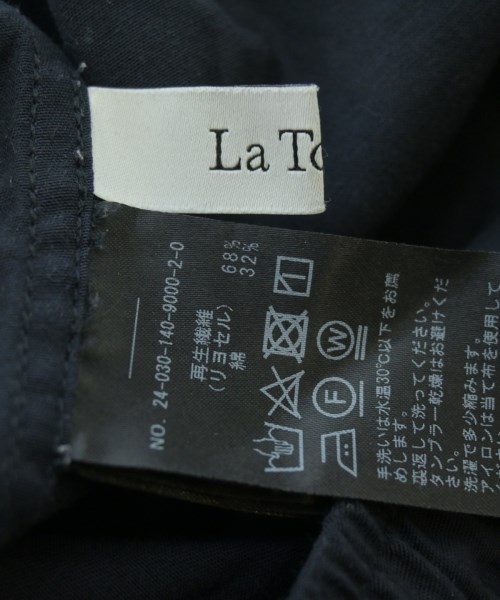 La To
NO. 24-030-140-9000-2-0
再生繊維 68%
(リヨセル)
綿 32%
手洗いは水温30℃以下をお薦
めします。
裏返して洗ってください。
タンブラー乾燥はお避けくだ
さい。
洗濯で多少縮みます。
アイロンは当て布を使用して